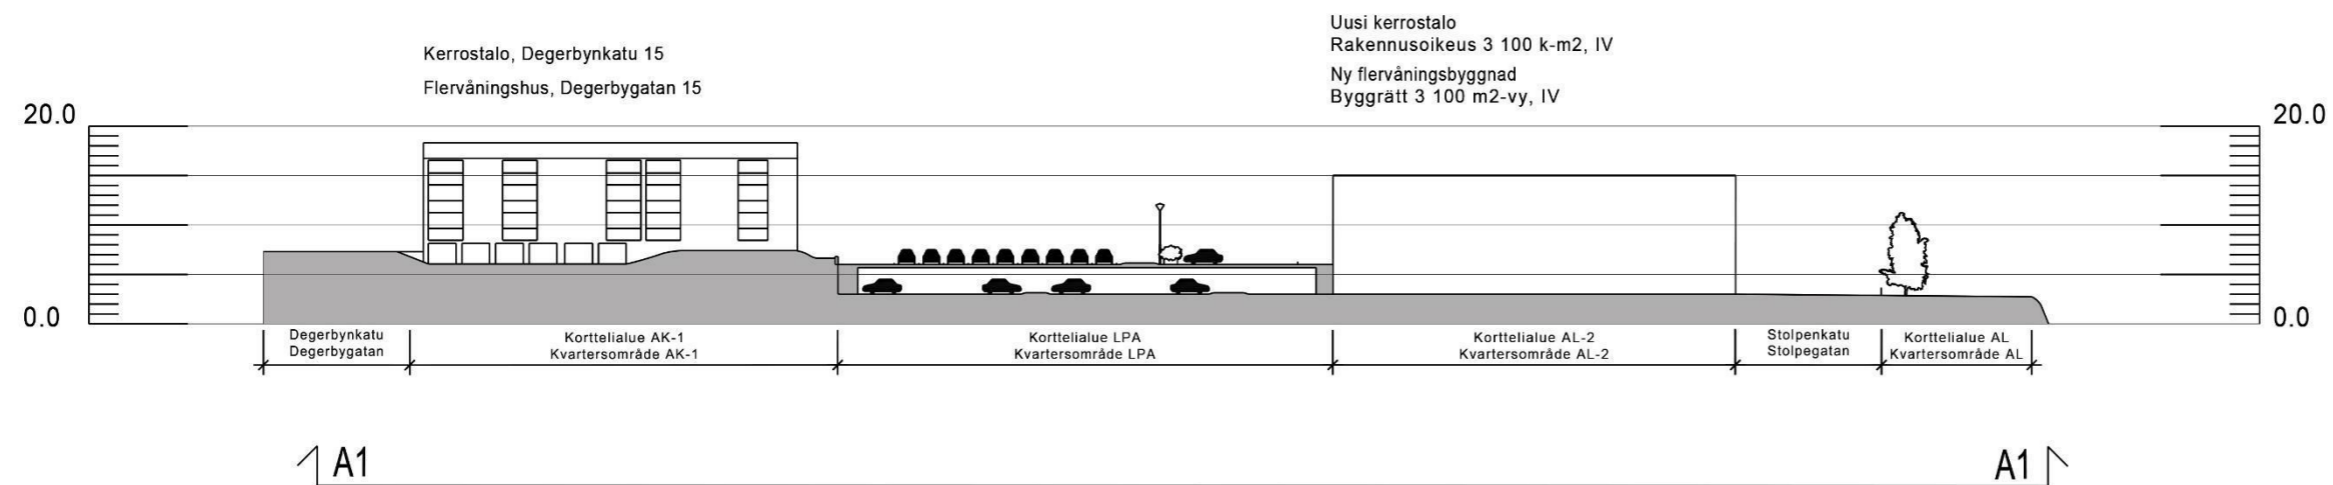 Kerrostalo, Degerbynkatu 15
Flervåningshus, Degerbygatan 15
Uusi kerrostalo
Rakennusoikeus 3 100 k-m2, IV
Ny flervåningsbyggnad
Byggrätt 3 100 m2-vy, IV
20.0
20.0
0.0
0.0
Degerbynkatu
Degerbygatan
Korttelialue AK-1
Kvartersområde AK-1
Korttelialue LPA
Kvartersområde LPA
Korttelialue AL-2
Kvartersområde AL-2
Stolpenkatu
Stolpegatan
Korttelialue AL
Kvartersområde AL
A1
A1